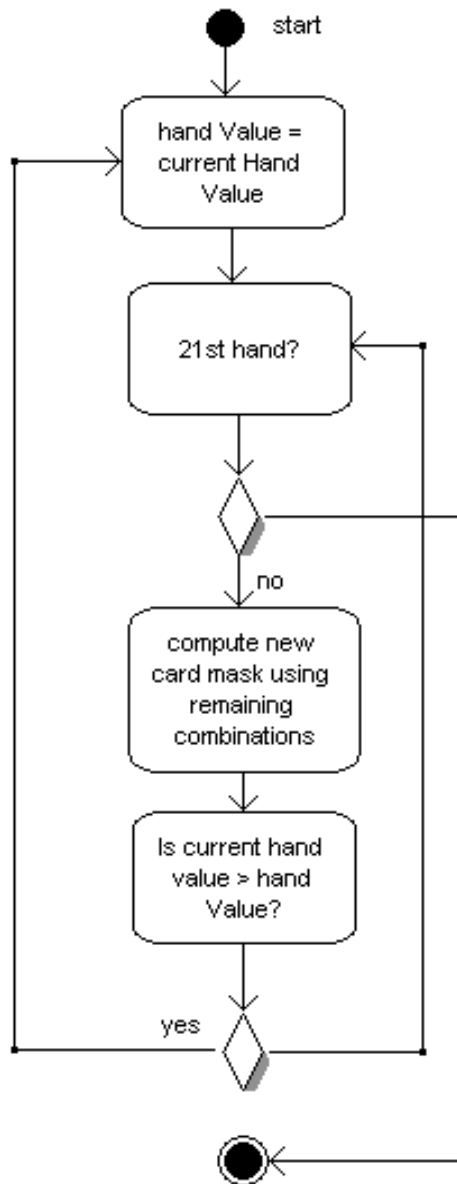 start
hand Value =
current Hand
Value
21st hand?
no
compute new
card mask using
remaining
combinations
Is current hand
value > hand
Value?
yes